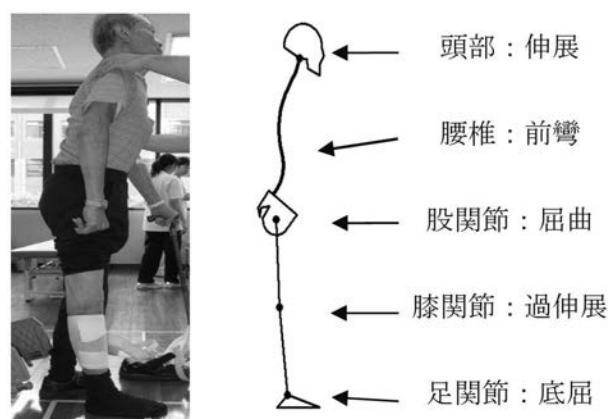 頭部：伸展
腰椎：前彎
股関節：屈曲
膝関節：過伸展
足関節：底屈